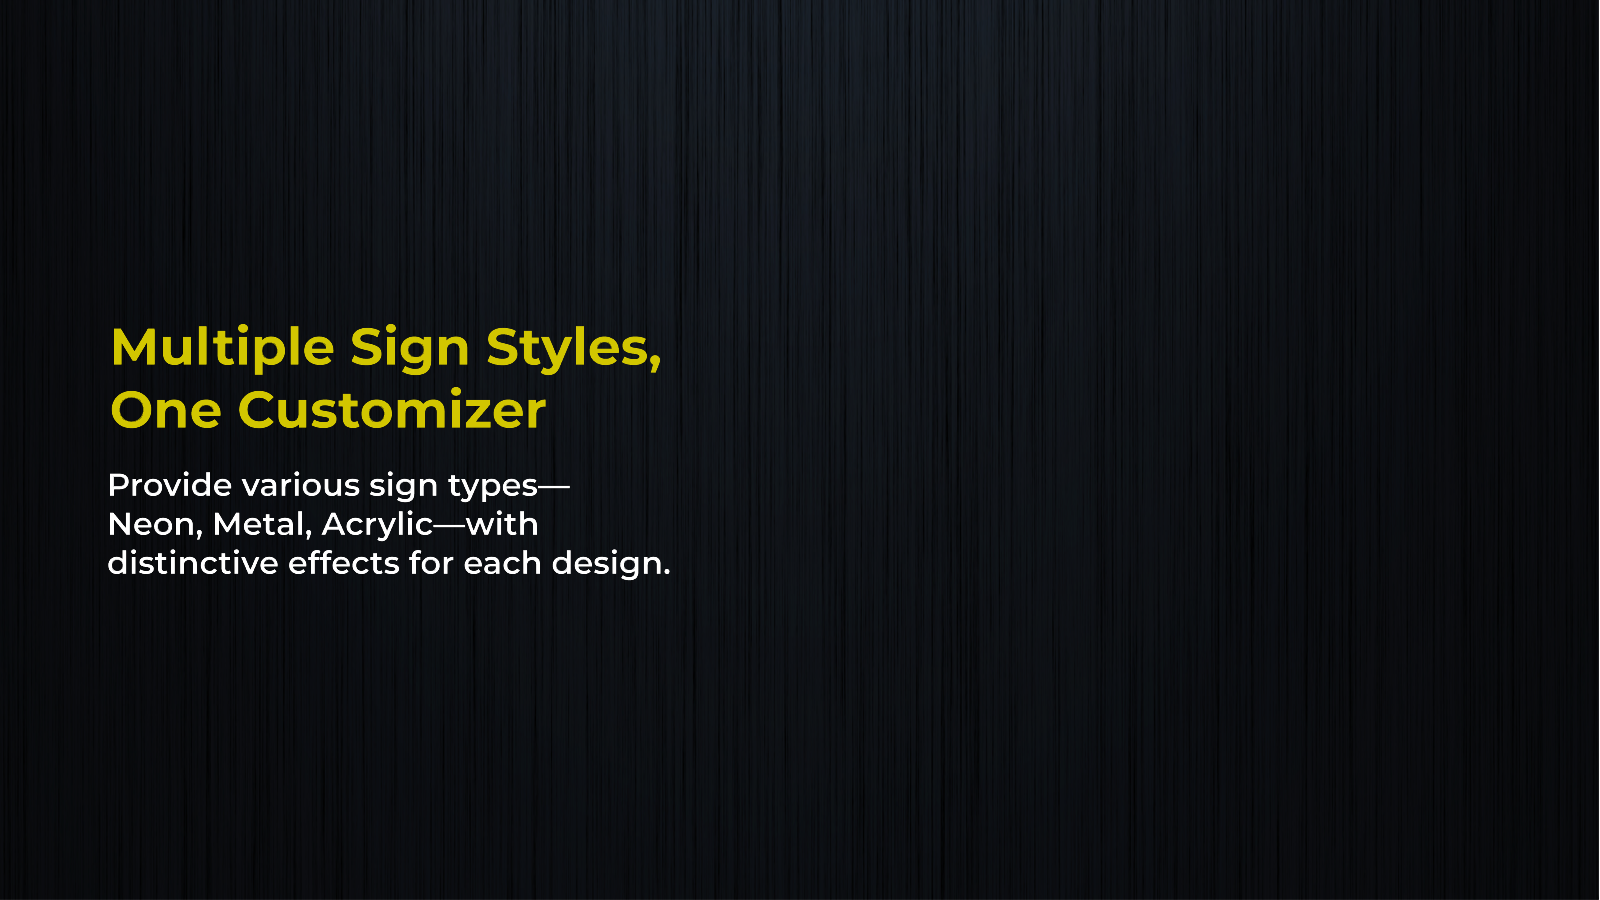 Multiple Sign Styles,
One Customizer
Provide various sign types—
Neon, Metal, Acrylic—with
distinctive effects for each design.